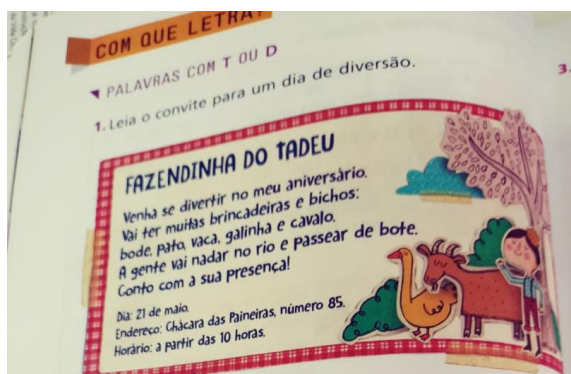 COM QUE LETRA?
PALAVRAS COM T OU D
1. Leia o convite para um dia de diversão.
3.
FAZENDINHA DO TADEU
Venha se divertir no meu aniversário.
Vai ter muitas brincadeiras e bichos:
bode, pato, vaca, galinha e cavalo.
A gente vai nadar no rio e passear de bote.
Conto com a sua presença!
Dia: 21 de maio.
Endereço: Chácara das Paineiras, número 85.
Horário: a partir das 10 horas.